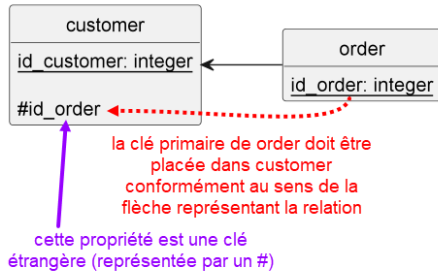 customer
id_customer: integer
#id_order
order
id_order: integer
la clé primaire de order doit être
placée dans customer
conformément au sens de la
flèche représentant la relation
cette propriété est une clé
étrangère (représentée par un #)